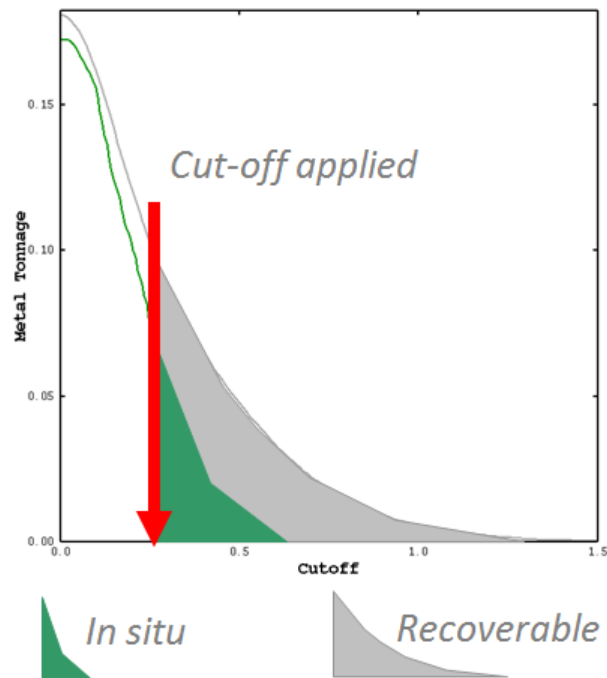 0.15
Cut-off applied
0.10
Metal Tonnage
0.05
0.00
0.0 0.5 1.0 1.5
Cutoff
In situ Recoverable